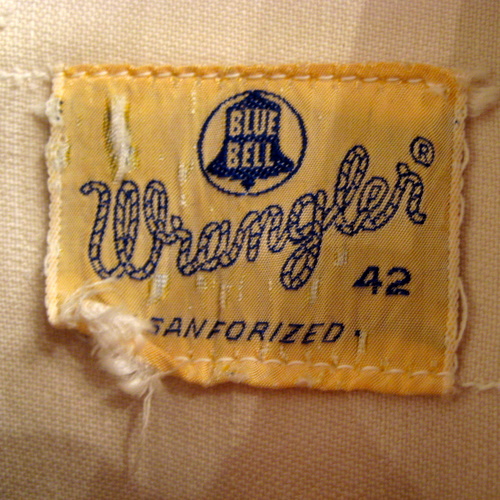 BLUE
BELL
Wrangler®
42
SANFORIZED.